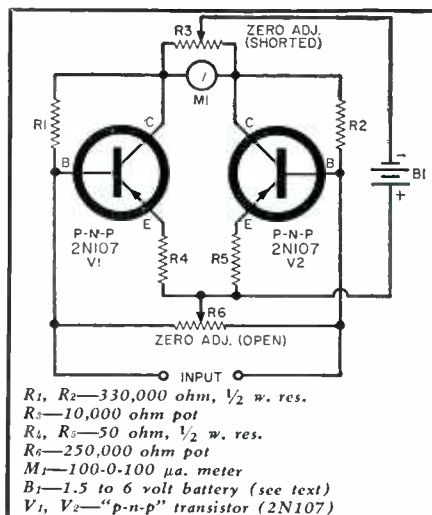 R3
ZERO ADJ.
(SHORTED)
M1
R1
R2
C
C
B
B
B1
-
+
P-N-P
2N107
V1
P-N-P
2N107
V2
E
E
R4
R5
R6
ZERO ADJ. (OPEN)
INPUT
R1, R2—330,000 ohm, 1/2 w. res.
R3—10,000 ohm pot
R4, R5—50 ohm, 1/2 w. res.
R6—250,000 ohm pot
M1—100-0-100 µa. meter
B1—1.5 to 6 volt battery (see text)
V1, V2—"p-n-p" transistor (2N107)